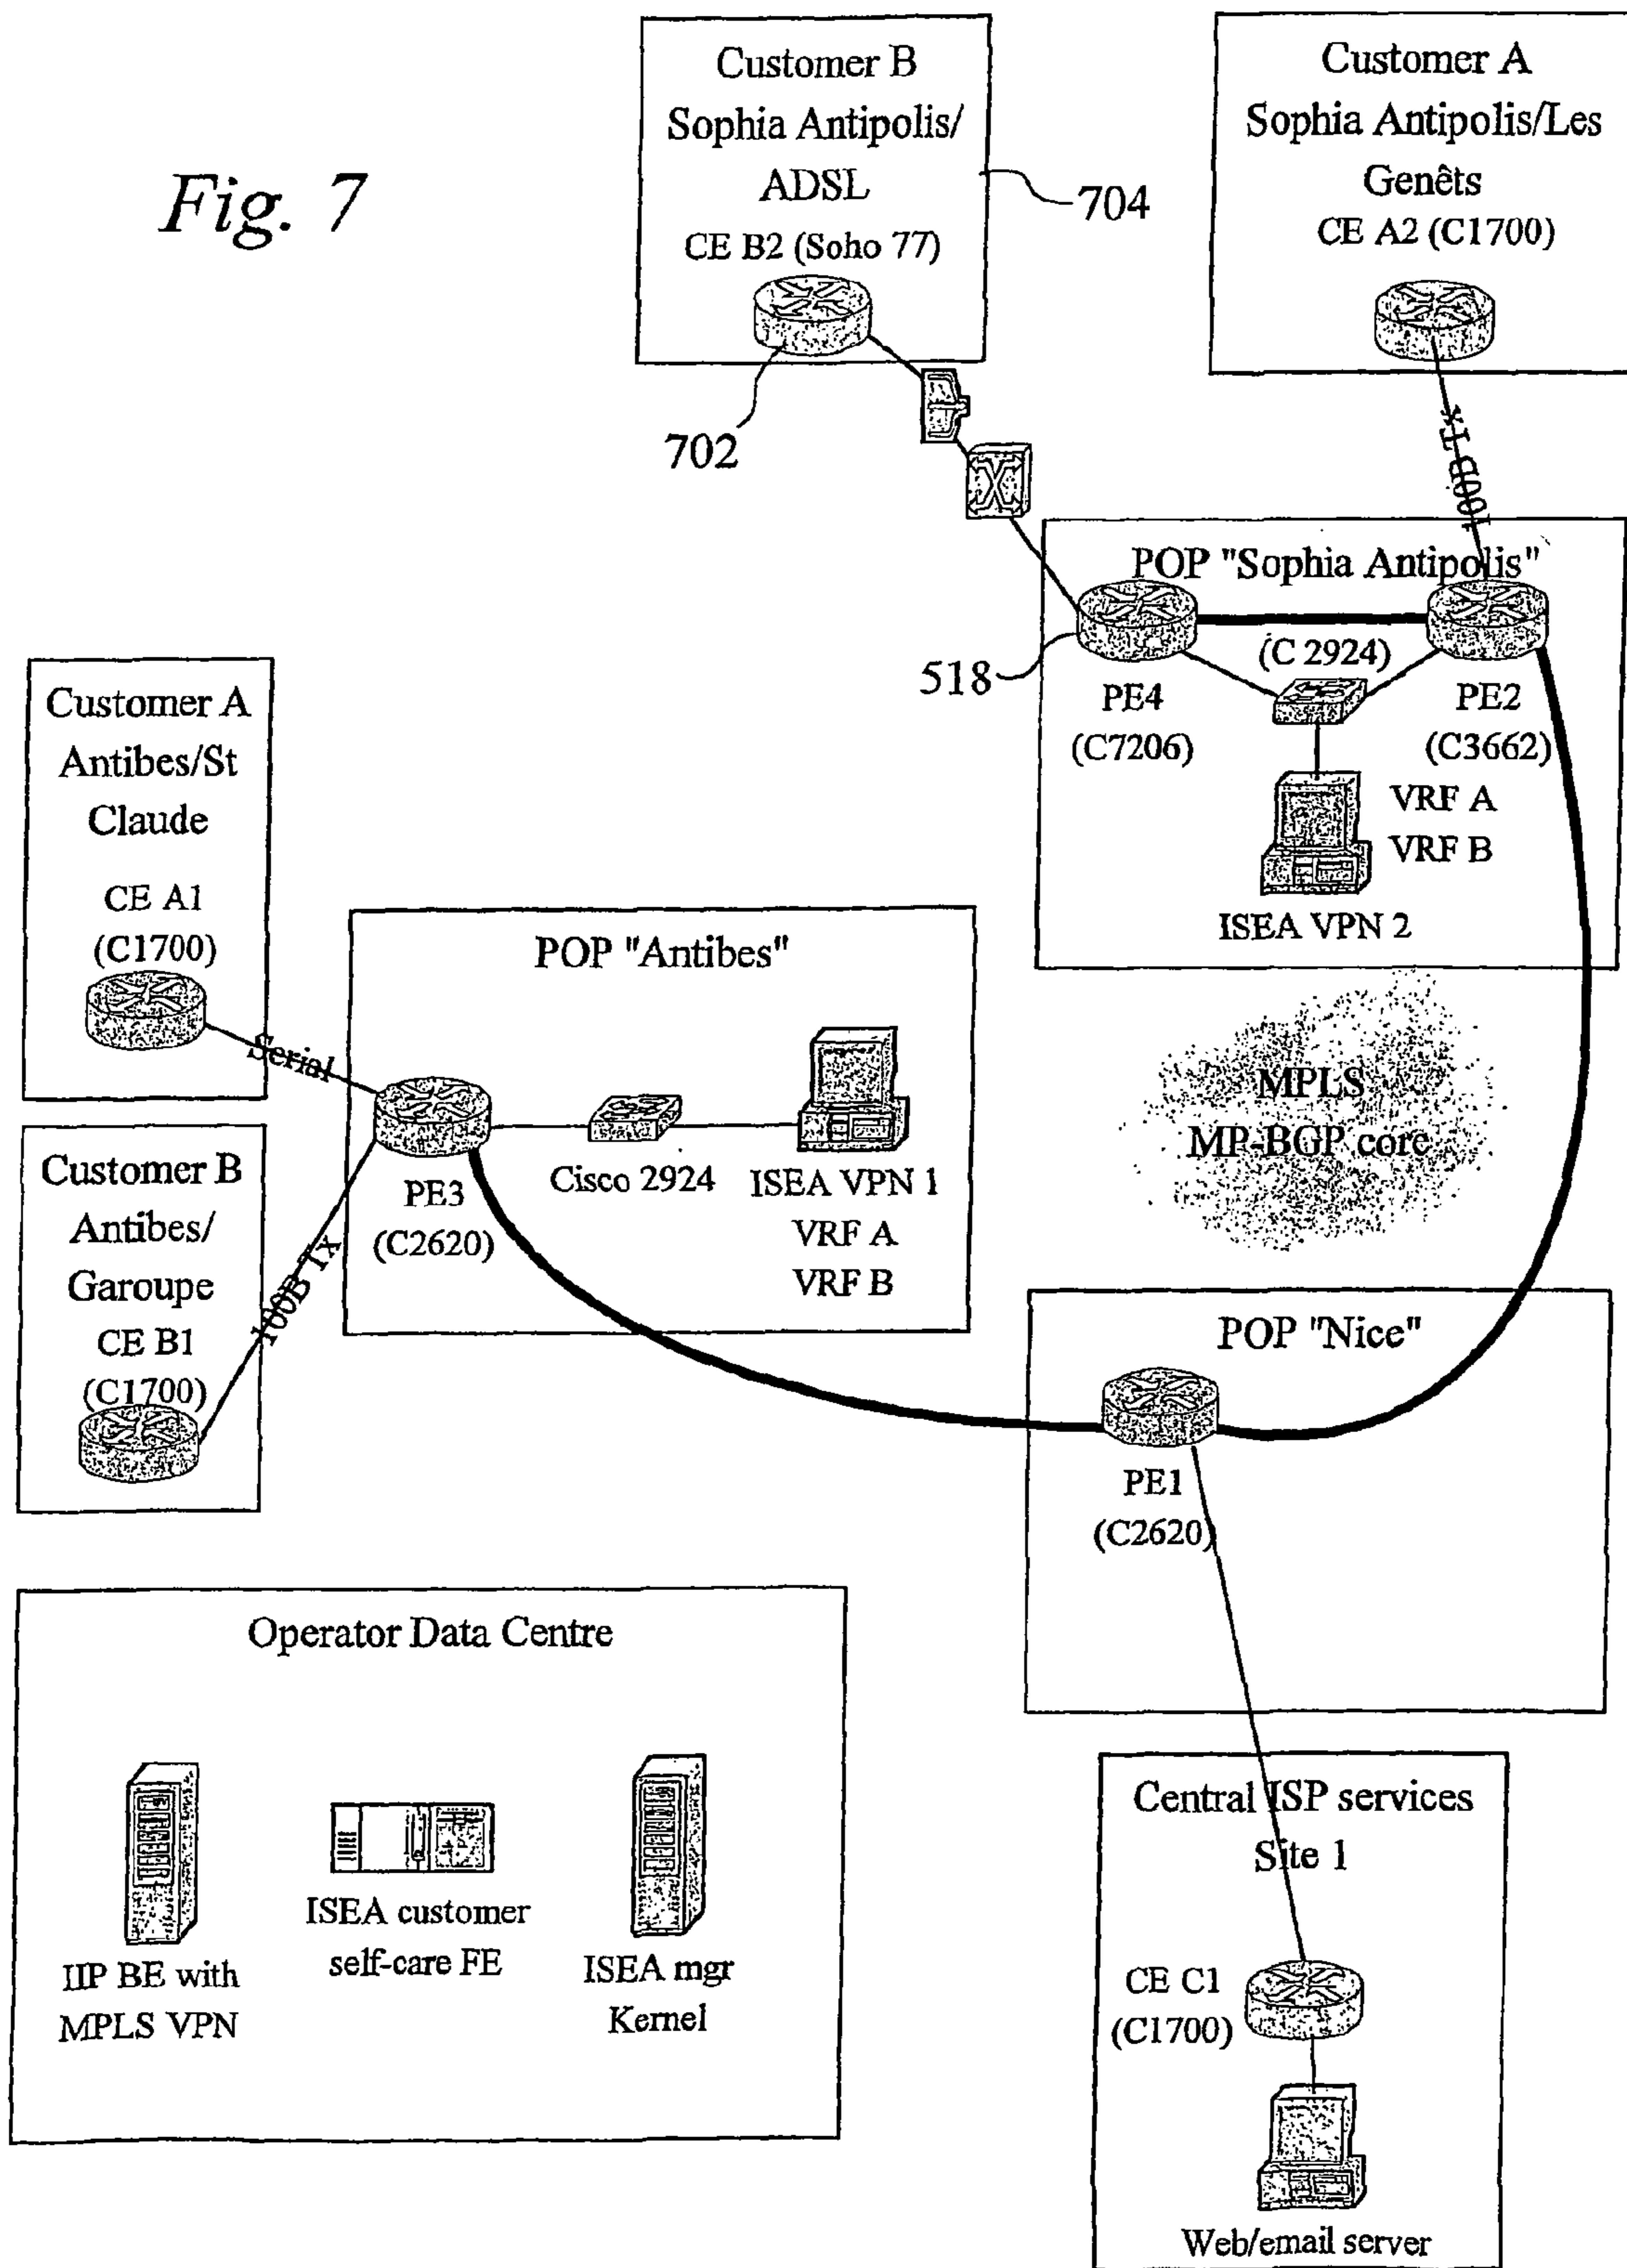 Fig. 7
Customer B
Sophia Antipolis/
ADSL
CE B2 (Soho 77)
704
702
Customer A
Sophia Antipolis/Les
Genêts
CE A2 (C1700)
100B Tx
POP "Sophia Antipolis"
(C 2924)
518
PE4
(C7206)
PE2
(C3662)
VRF A
VRF B
ISEA VPN 2
Customer A
Antibes/St
Claude
CE A1
(C1700)
Serial
POP "Antibes"
PE3
(C2620)
Cisco 2924
ISEA VPN 1
VRF A
VRF B
MPLS
MP-BGP core
Customer B
Antibes/
Garoupe
CE B1
(C1700)
100B Tx
POP "Nice"
PE1
(C2620)
Operator Data Centre
IIP BE with
MPLS VPN
ISEA customer
self-care FE
ISEA mgr
Kernel
Central ISP services
Site 1
CE C1
(C1700)
Web/email server